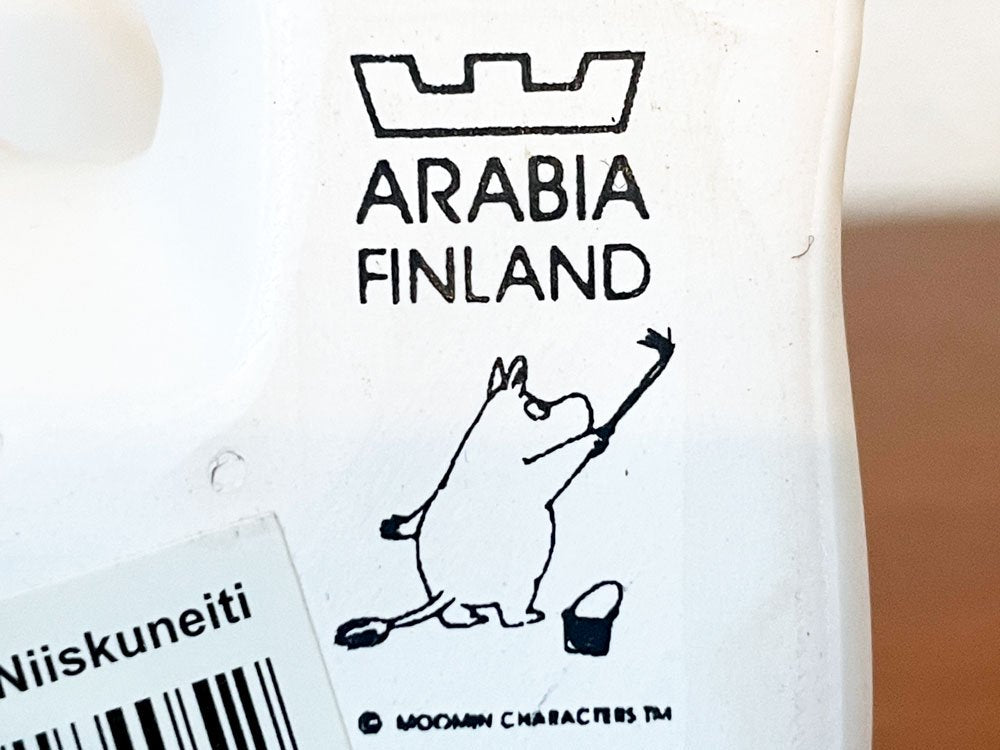 ARABIA
FINLAND
Niiskuneiti
© MOOMIN CHARACTERS TM